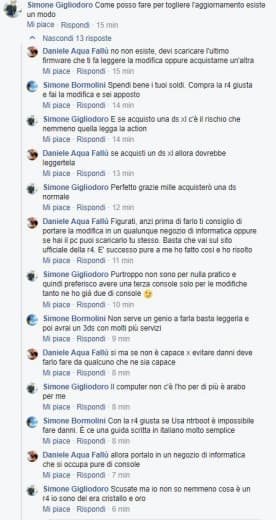 Simone Gigliodoro Come posso fare per togliere l'aggiornamento esiste
un modo
Mi piace · Rispondi · 15 min
Nascondi 13 risposte
Daniele Aqua Fallù no non esiste, devi scaricare l'ultimo
firmware che ti fa leggere la modifica oppure acquistarne un'altra
Mi piace · Rispondi · 15 min
Simone Bormolini Spendi bene i tuoi soldi. Compra la r4 giusta
e fai la modifica e sei apposto
Mi piace · Rispondi · 14 min
Simone Gigliodoro E se acquisto una ds xl c'è il rischio che
nemmeno quella legga la action
Mi piace · Rispondi · 14 min
Daniele Aqua Fallù se acquisti un ds xl allora dovrebbe
leggertela
Mi piace · Rispondi · 13 min
Simone Gigliodoro Perfetto grazie mille acquisterò una ds
normale
Mi piace · Rispondi · 12 min
Daniele Aqua Fallù Figurati, anzi prima di farlo ti consiglio di
portare la modifica in un qualunque negozio di informatica oppure
se hai il pc puoi scaricarlo tu stesso. Basta che vai sul sito
ufficiale della r4. E' successo pure a me ho fatto così e ho risolto
Mi piace · Rispondi · 11 min
Simone Gigliodoro Purtroppo non sono per nulla pratico e
quindi preferisco avere una terza console solo per le modifiche
tanto ne ho già due di console 😉
Mi piace · Rispondi · 10 min
Simone Bormolini Non serve un genio a farla basta leggerla e
poi avrai un 3ds con molti più servizi
Mi piace · Rispondi · 9 min
Daniele Aqua Fallù si ma se non è capace x evitare danni deve
farlo fare da qualcuno che ne sia capace
Mi piace · Rispondi · 8 min
Simone Gigliodoro Il computer non c'è l'ho per di più è arabo
per me
Mi piace · Rispondi · 8 min
Simone Bormolini Con la r4 giusta se Usa ntrboot è impossibile
fare danni. È ce una guida scritta in italiano molto semplice
Mi piace · Rispondi · 8 min
Daniele Aqua Fallù allora portalo in un negozio di informatica
che si occupa pure di console
Mi piace · Rispondi · 7 min
Simone Gigliodoro Scusate ma io non so nemmeno cosa è un
r4 io sono del era cristallo e oro
Mi piace · Rispondi · 6 min